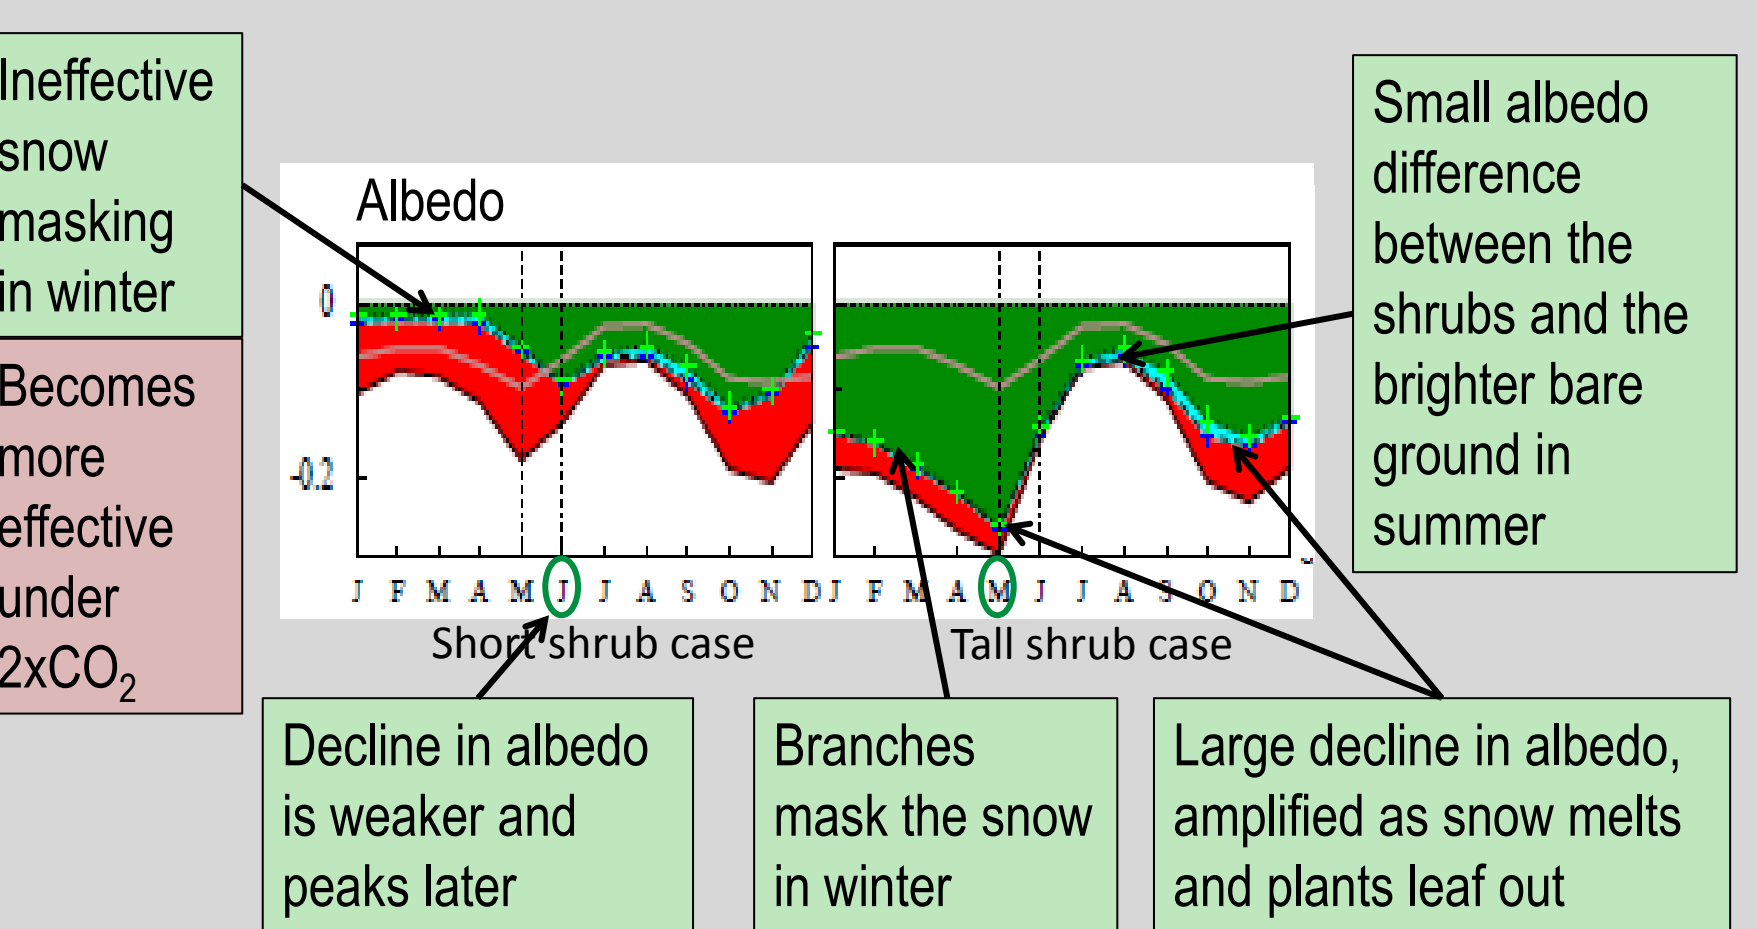 Ineffective
snow
masking
in winter
Becomes
more
effective
under
2xCO₂
Albedo
0
-0.2
J F M A M J J A S O N D
J F M A M J J A S O N D
Short shrub case
Tall shrub case
Small albedo
difference
between the
shrubs and the
brighter bare
ground in
summer
Decline in albedo
is weaker and
peaks later
Branches
mask the snow
in winter
Large decline in albedo,
amplified as snow melts
and plants leaf out